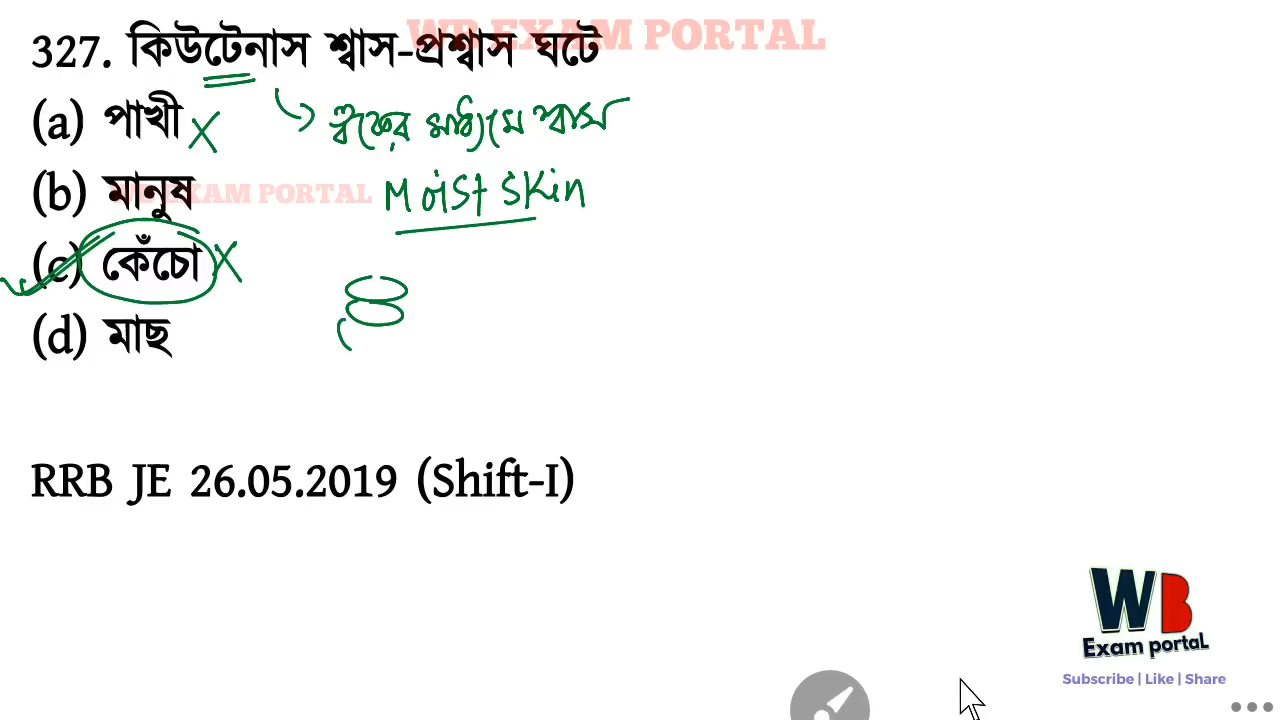 WB EXAM PORTAL
327. কিউটেনাস শ্বাস-প্রশ্বাস ঘটে
(a) পাখী X
ত্বকের মাধ্যমে শ্বাস
(b) মানুষ
WB EXAM PORTAL
Moist skin
(c) কেঁচো X
(d) মাছ
RRB JE 26.05.2019 (Shift-I)
WB
Exam portaL
Subscribe | Like | Share